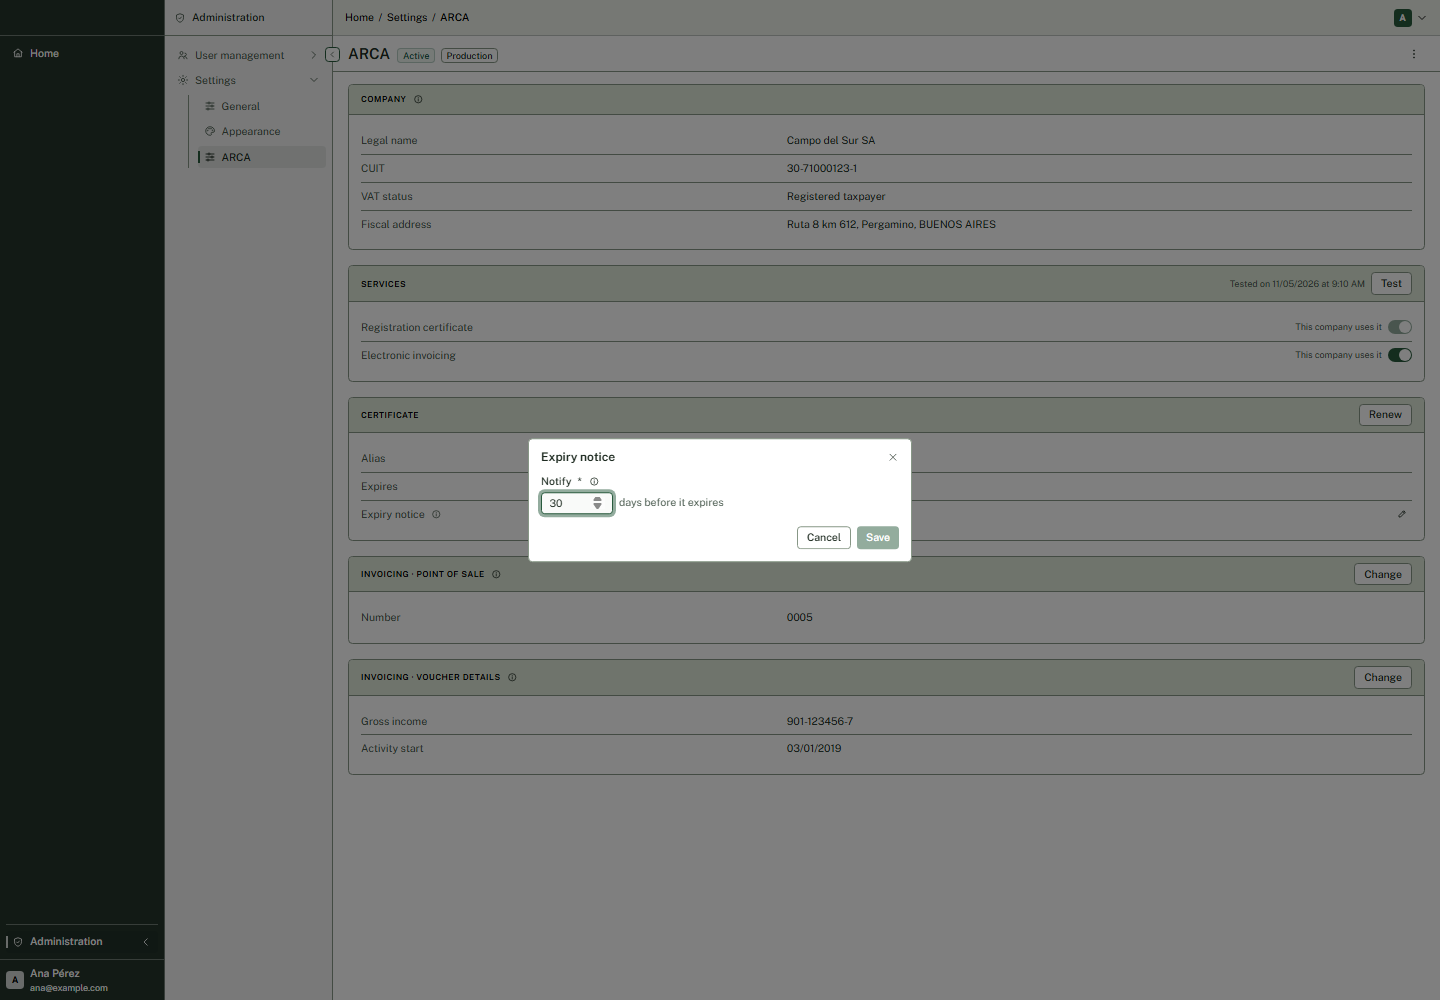 Administration
Home / Settings / ARCA
A
Home
User management
Settings
General
Appearance
ARCA
ARCA Active Production
COMPANY
Legal name Campo del Sur SA
CUIT 30-71000123-1
VAT status Registered taxpayer
Fiscal address Ruta 8 km 612, Pergamino, BUENOS AIRES
SERVICES Tested on 11/05/2026 at 9:10 AM Test
Registration certificate This company uses it
Electronic invoicing This company uses it
CERTIFICATE Renew
Alias
Expires
Expiry notice
Expiry notice
Notify *
30 days before it expires
Cancel Save
INVOICING · POINT OF SALE Change
Number 0005
INVOICING · VOUCHER DETAILS Change
Gross income 901-123456-7
Activity start 03/01/2019
Administration
A Ana Pérez
ana@example.com